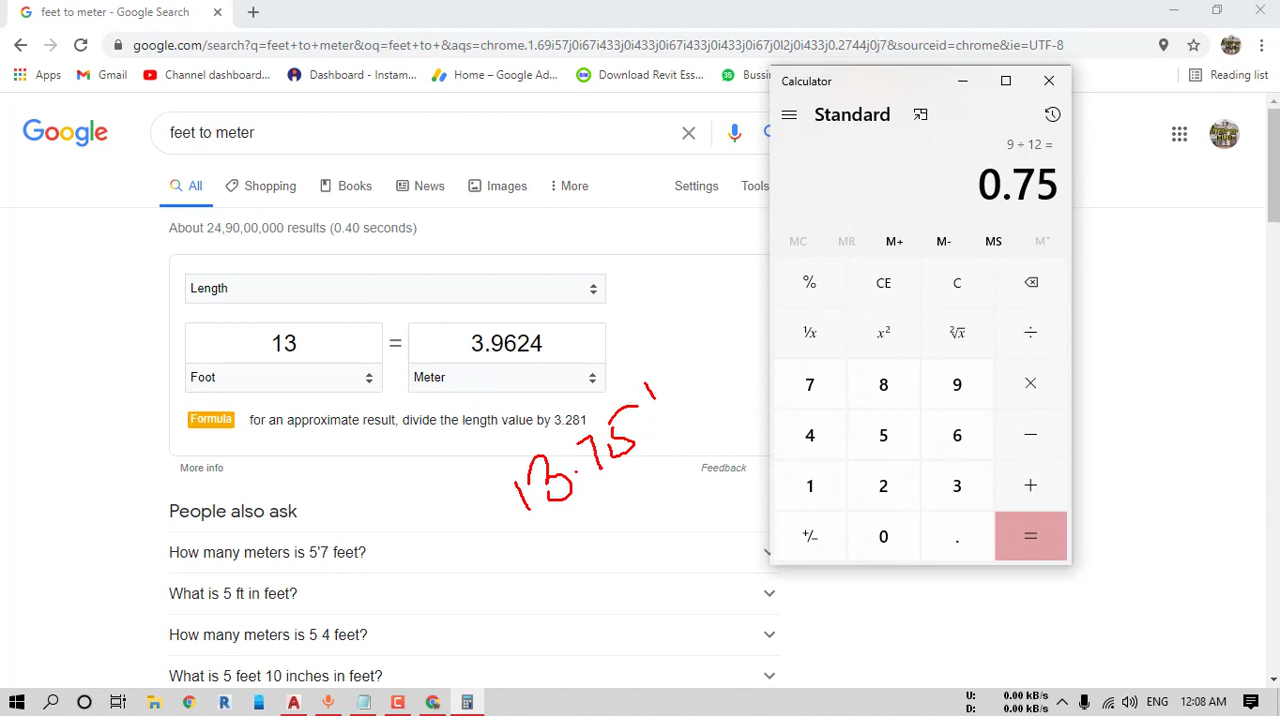 feet to meter - Google Search
google.com/search?q=feet+to+meter&oq=feet+to+&aqs=chrome.1.69i57j0i67i433j0i433j0i67i433j0i433j0i67j0l2j0i433j0.2744j0j7&sourceid=chrome&ie=UTF-8
Apps Gmail Channel dashboard... Dashboard - Instam... Home – Google Ad... Download Revit Ess... 35 Bussin Reading list
Google
feet to meter
All Shopping Books News Images More Settings Tools
About 24,90,00,000 results (0.40 seconds)
Length
13 = 3.9624
Foot Meter
Formula for an approximate result, divide the length value by 3.281
More info Feedback
13.75'
People also ask
How many meters is 5'7 feet?
What is 5 ft in feet?
How many meters is 5 4 feet?
What is 5 feet 10 inches in feet?
Calculator
Standard
9 ÷ 12 =
0.75
MC MR M+ M- MS M˅
% CE C
¹/x x² ²√x ÷
7 8 9 ×
4 5 6 −
1 2 3 +
+/− 0 . =
U: 0.00 kB/s
D: 0.00 kB/s
ENG 12:08 AM